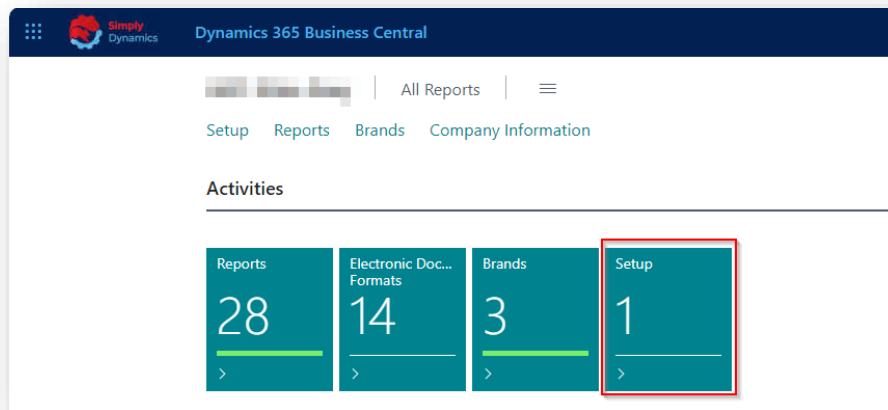 Simply
Dynamics
Dynamics 365 Business Central
All Reports
Setup Reports Brands Company Information
Activities
Reports
28
Electronic Doc...
Formats
14
Brands
3
Setup
1